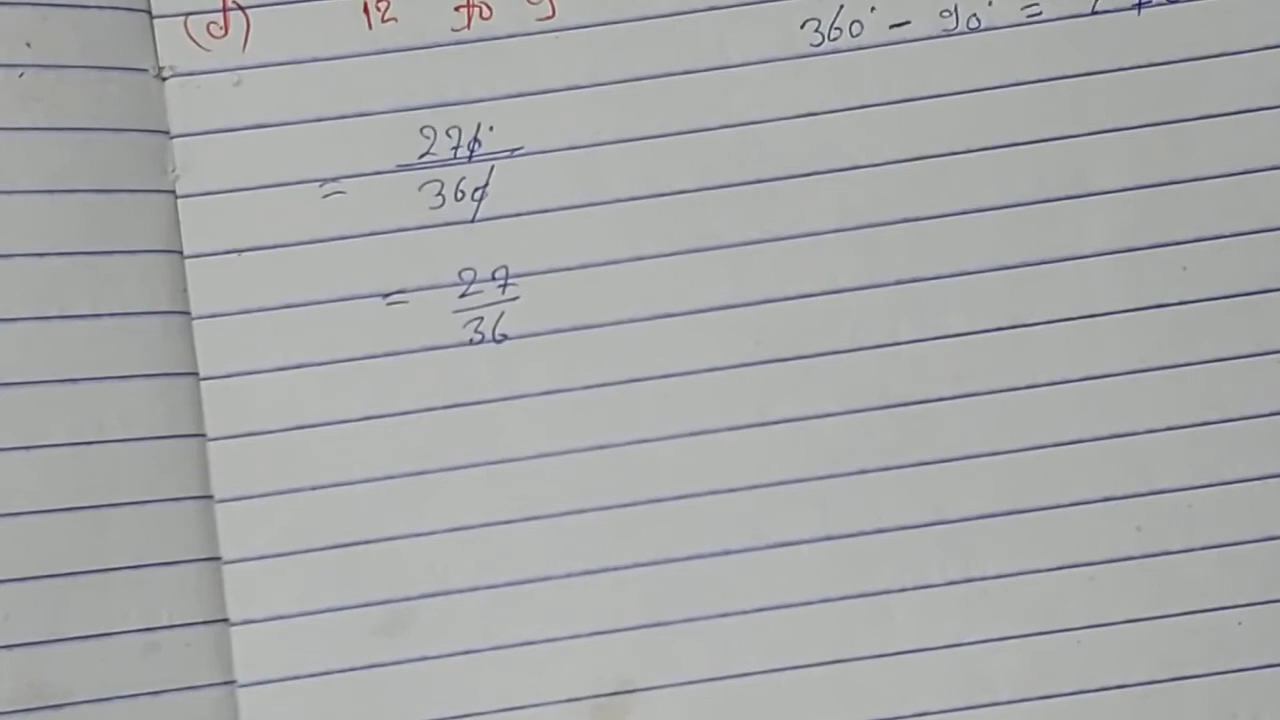 (d) 12 to 9
360° - 90° =
= 270° / 360
= 27 / 36